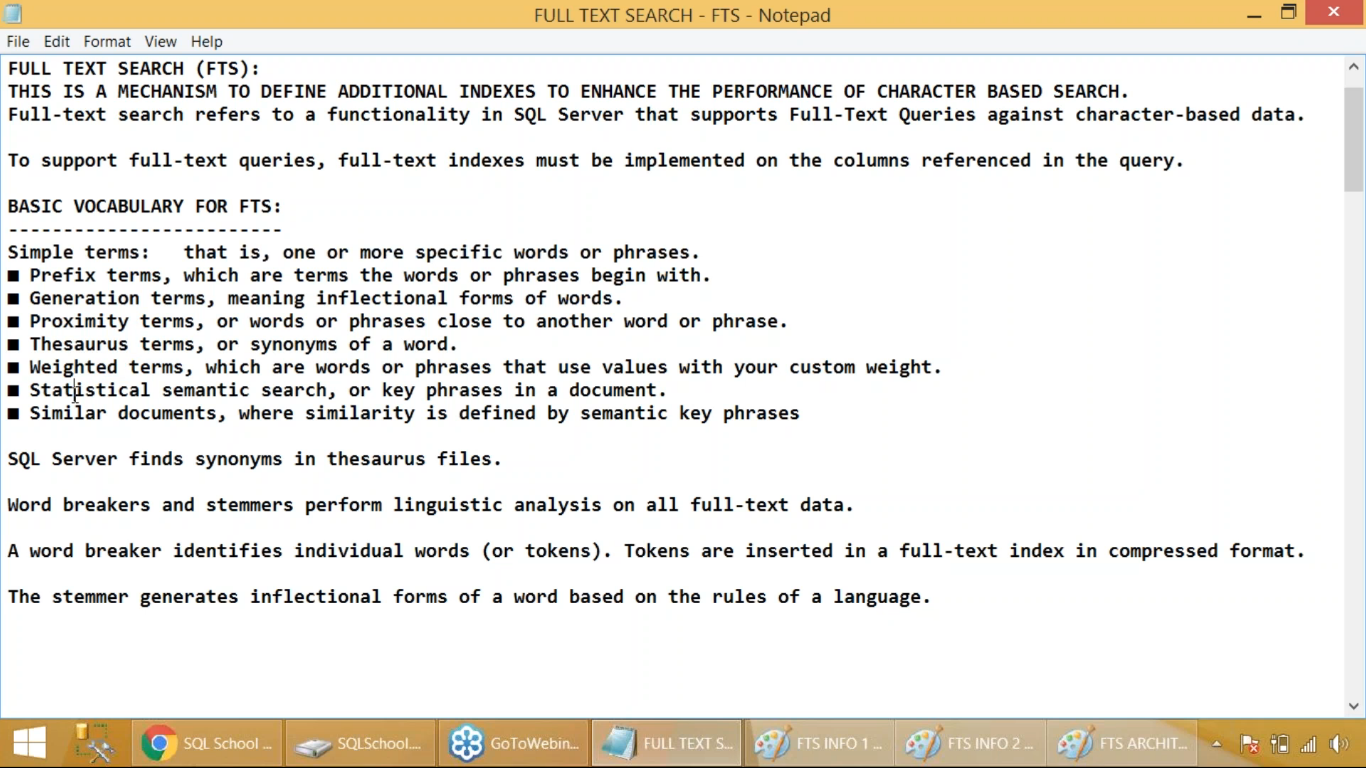 FULL TEXT SEARCH - FTS - Notepad
File Edit Format View Help
FULL TEXT SEARCH (FTS):
THIS IS A MECHANISM TO DEFINE ADDITIONAL INDEXES TO ENHANCE THE PERFORMANCE OF CHARACTER BASED SEARCH.
Full-text search refers to a functionality in SQL Server that supports Full-Text Queries against character-based data.
To support full-text queries, full-text indexes must be implemented on the columns referenced in the query.
BASIC VOCABULARY FOR FTS:
-------------------------
Simple terms:   that is, one or more specific words or phrases.
■ Prefix terms, which are terms the words or phrases begin with.
■ Generation terms, meaning inflectional forms of words.
■ Proximity terms, or words or phrases close to another word or phrase.
■ Thesaurus terms, or synonyms of a word.
■ Weighted terms, which are words or phrases that use values with your custom weight.
■ Statistical semantic search, or key phrases in a document.
■ Similar documents, where similarity is defined by semantic key phrases
SQL Server finds synonyms in thesaurus files.
Word breakers and stemmers perform linguistic analysis on all full-text data.
A word breaker identifies individual words (or tokens). Tokens are inserted in a full-text index in compressed format.
The stemmer generates inflectional forms of a word based on the rules of a language.
SQL School ... SQLSchool.... GoToWebin... FULL TEXT S... FTS INFO 1 ... FTS INFO 2 ... FTS ARCHIT...